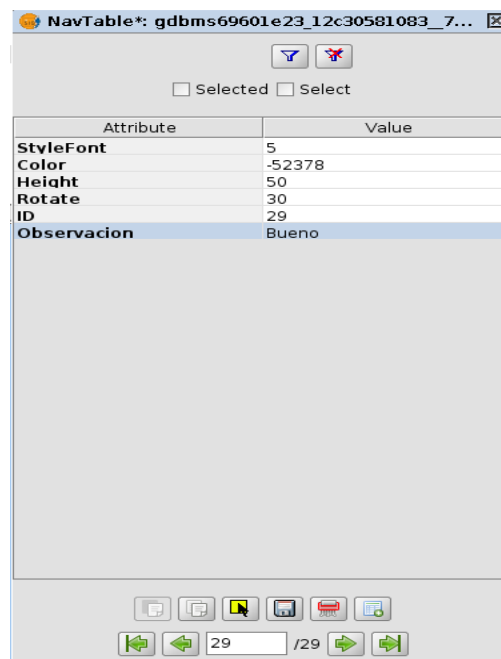 NavTable*: gdbms69601e23_12c30581083__7...
Selected Select
Attribute Value
StyleFont 5
Color -52378
Height 50
Rotate 30
ID 29
Observacion Bueno
29 /29